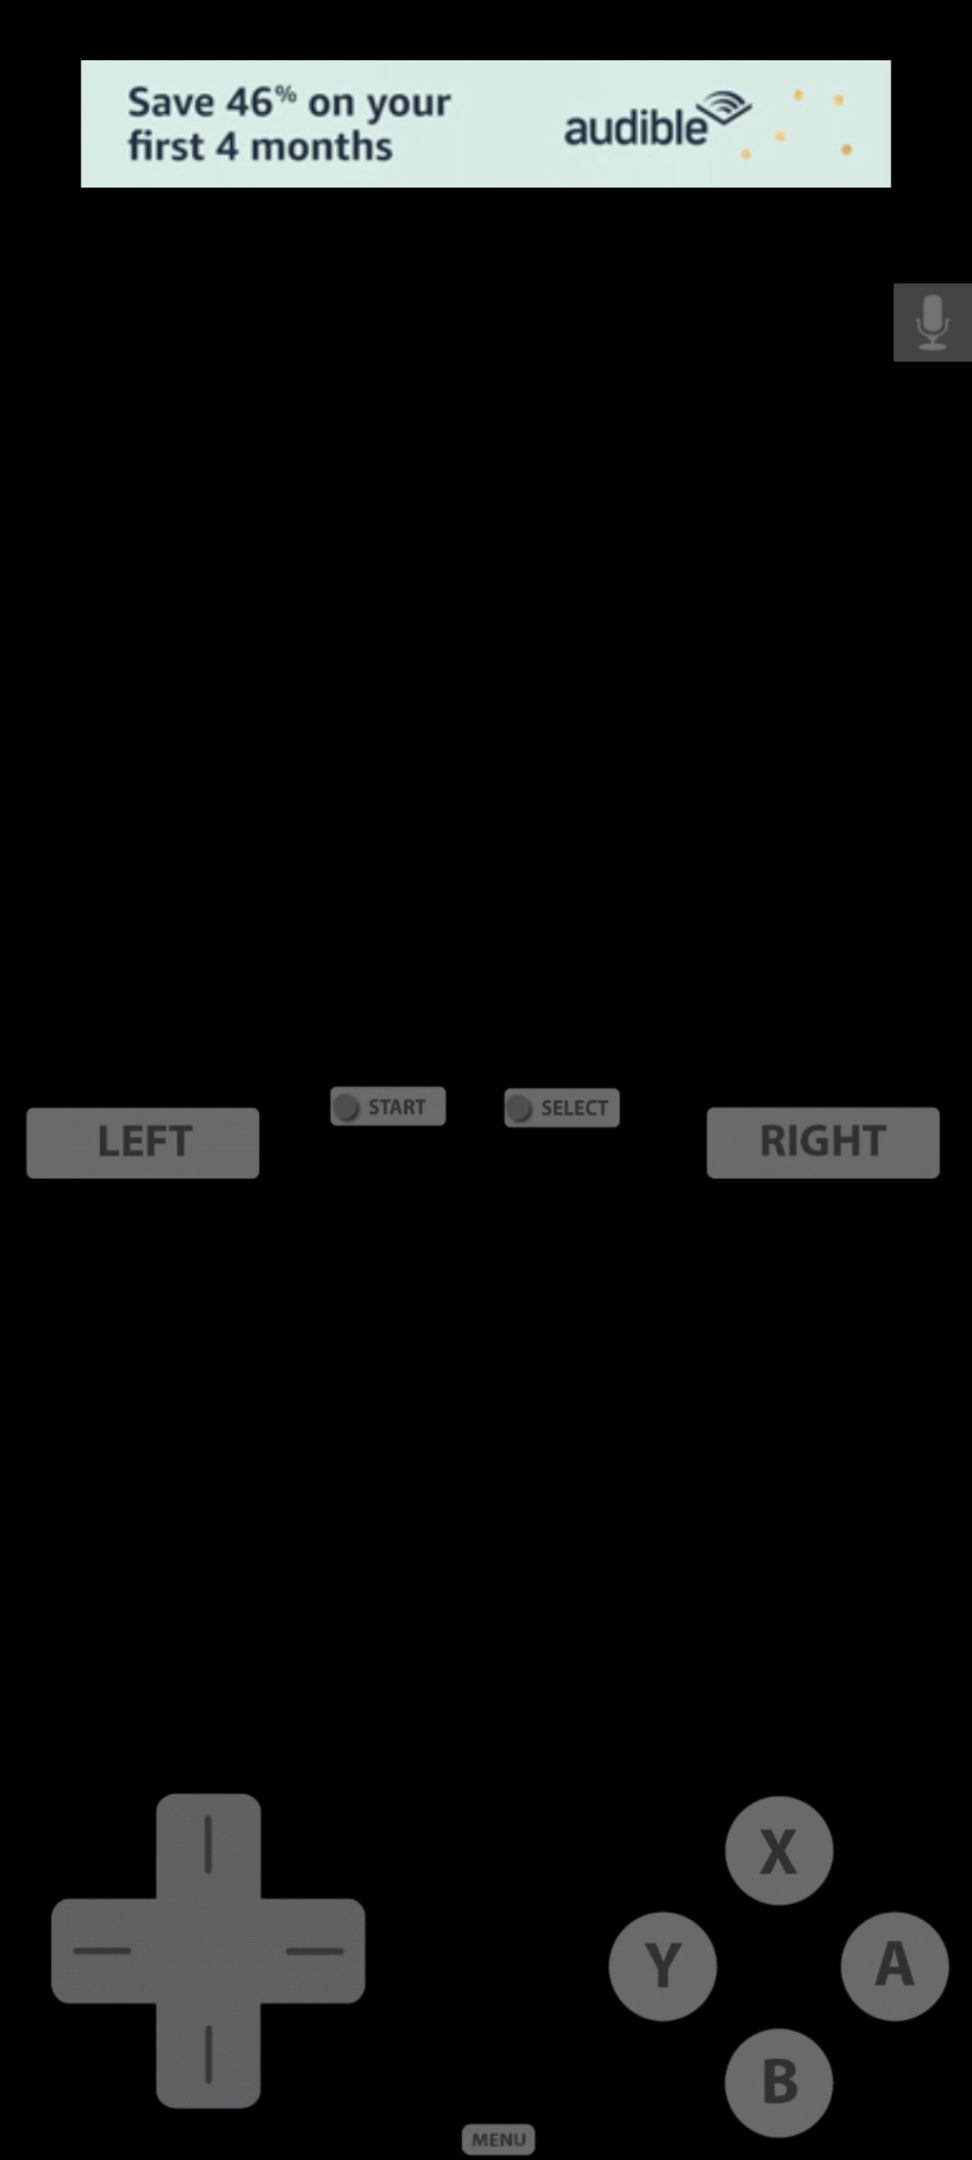 Save 46% on your
first 4 months
audible
START
SELECT
LEFT
RIGHT
X
Y
A
B
MENU